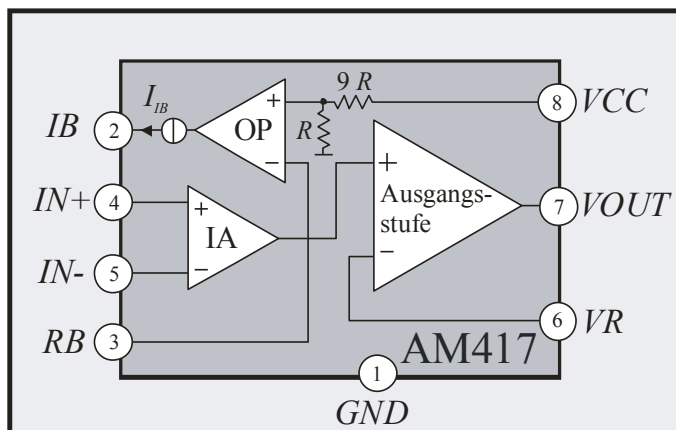 9 R
I_IB
+
OP
R
8 VCC
IB 2
−
IN+ 4
+
IA
−
+
Ausgangs-
stufe
−
7 VOUT
IN- 5
RB 3
6 VR
AM417
1
GND